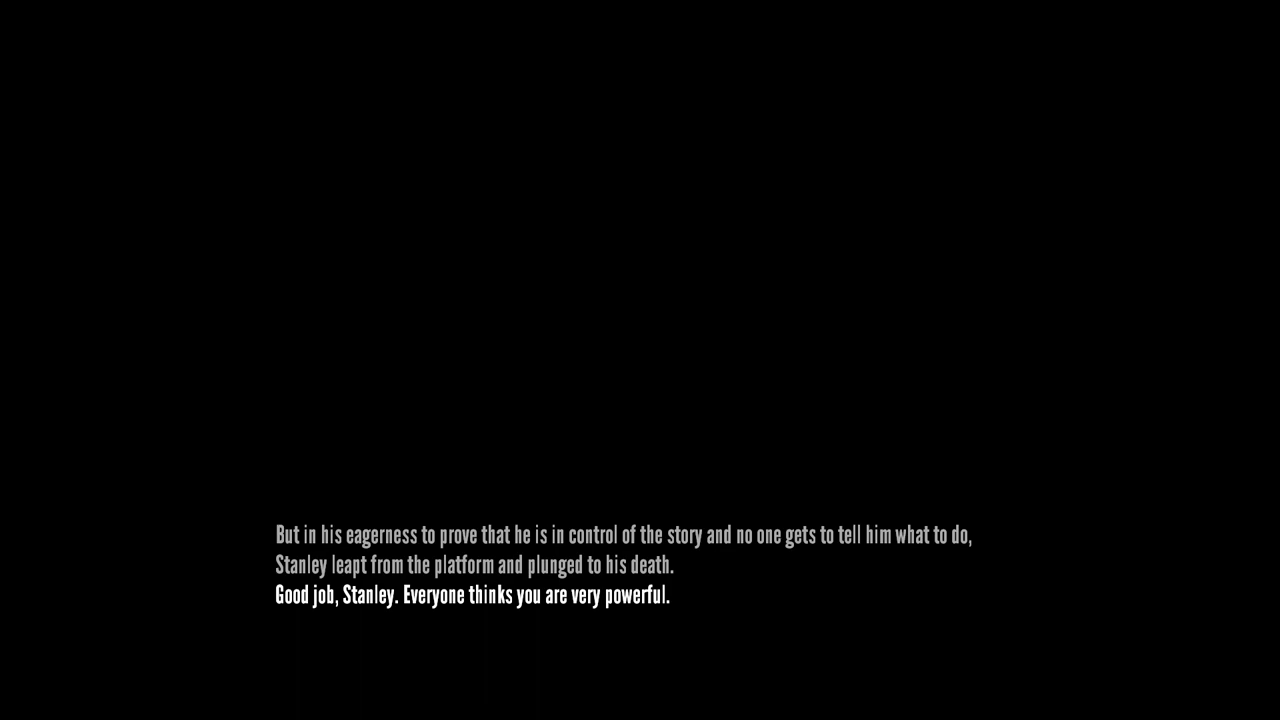 But in his eagerness to prove that he is in control of the story and no one gets to tell him what to do,
Stanley leapt from the platform and plunged to his death.
Good job, Stanley. Everyone thinks you are very powerful.